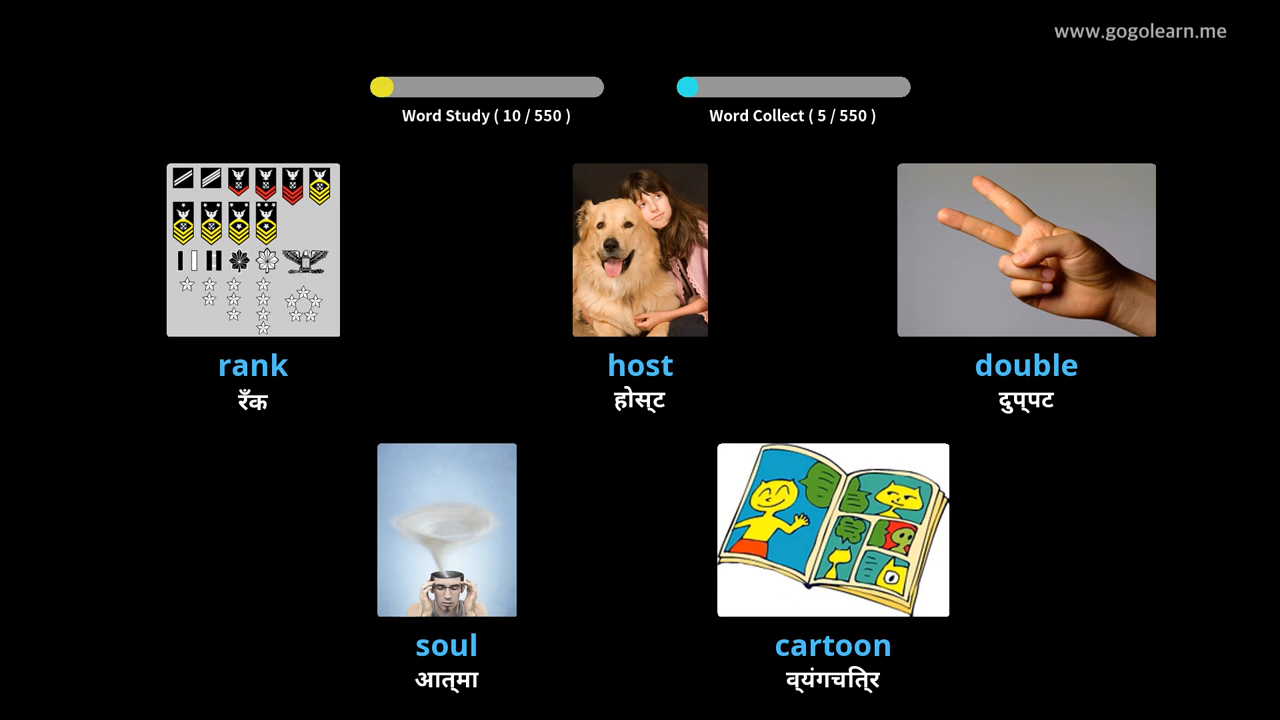 www.gogolearn.me
Word Study ( 10 / 550 )
Word Collect ( 5 / 550 )
rank
रँक
host
होस्ट
double
दुप्पट
soul
आत्मा
cartoon
व्यंगचित्र